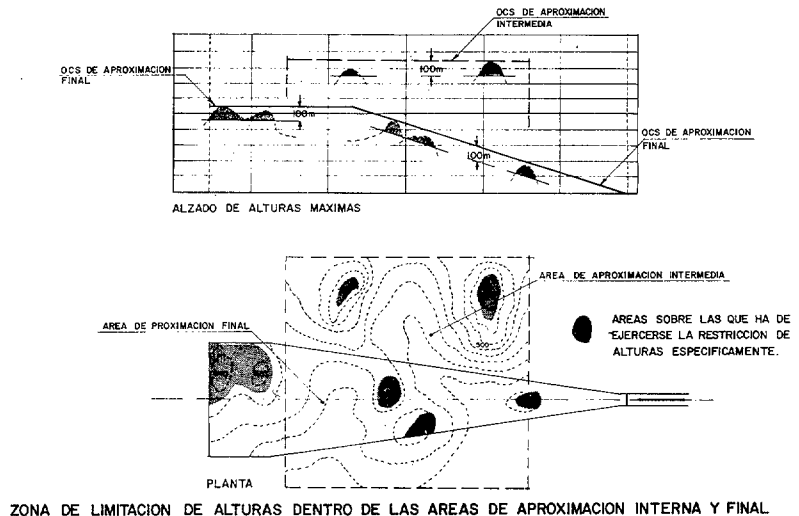 OCS DE APROXIMACION
INTERMEDIA
OCS DE APROXIMACION
FINAL
100m
100m
100m
OCS DE APROXIMACION
FINAL
ALZADO DE ALTURAS MAXIMAS
AREA DE APROXIMACION INTERMEDIA
AREA DE PROXIMACION FINAL
AREAS SOBRE LAS QUE HA DE
EJERCERSE LA RESTRICCION DE
ALTURAS ESPECIFICAMENTE.
500
PLANTA
ZONA DE LIMITACION DE ALTURAS DENTRO DE LAS AREAS DE APROXIMACION INTERNA Y FINAL